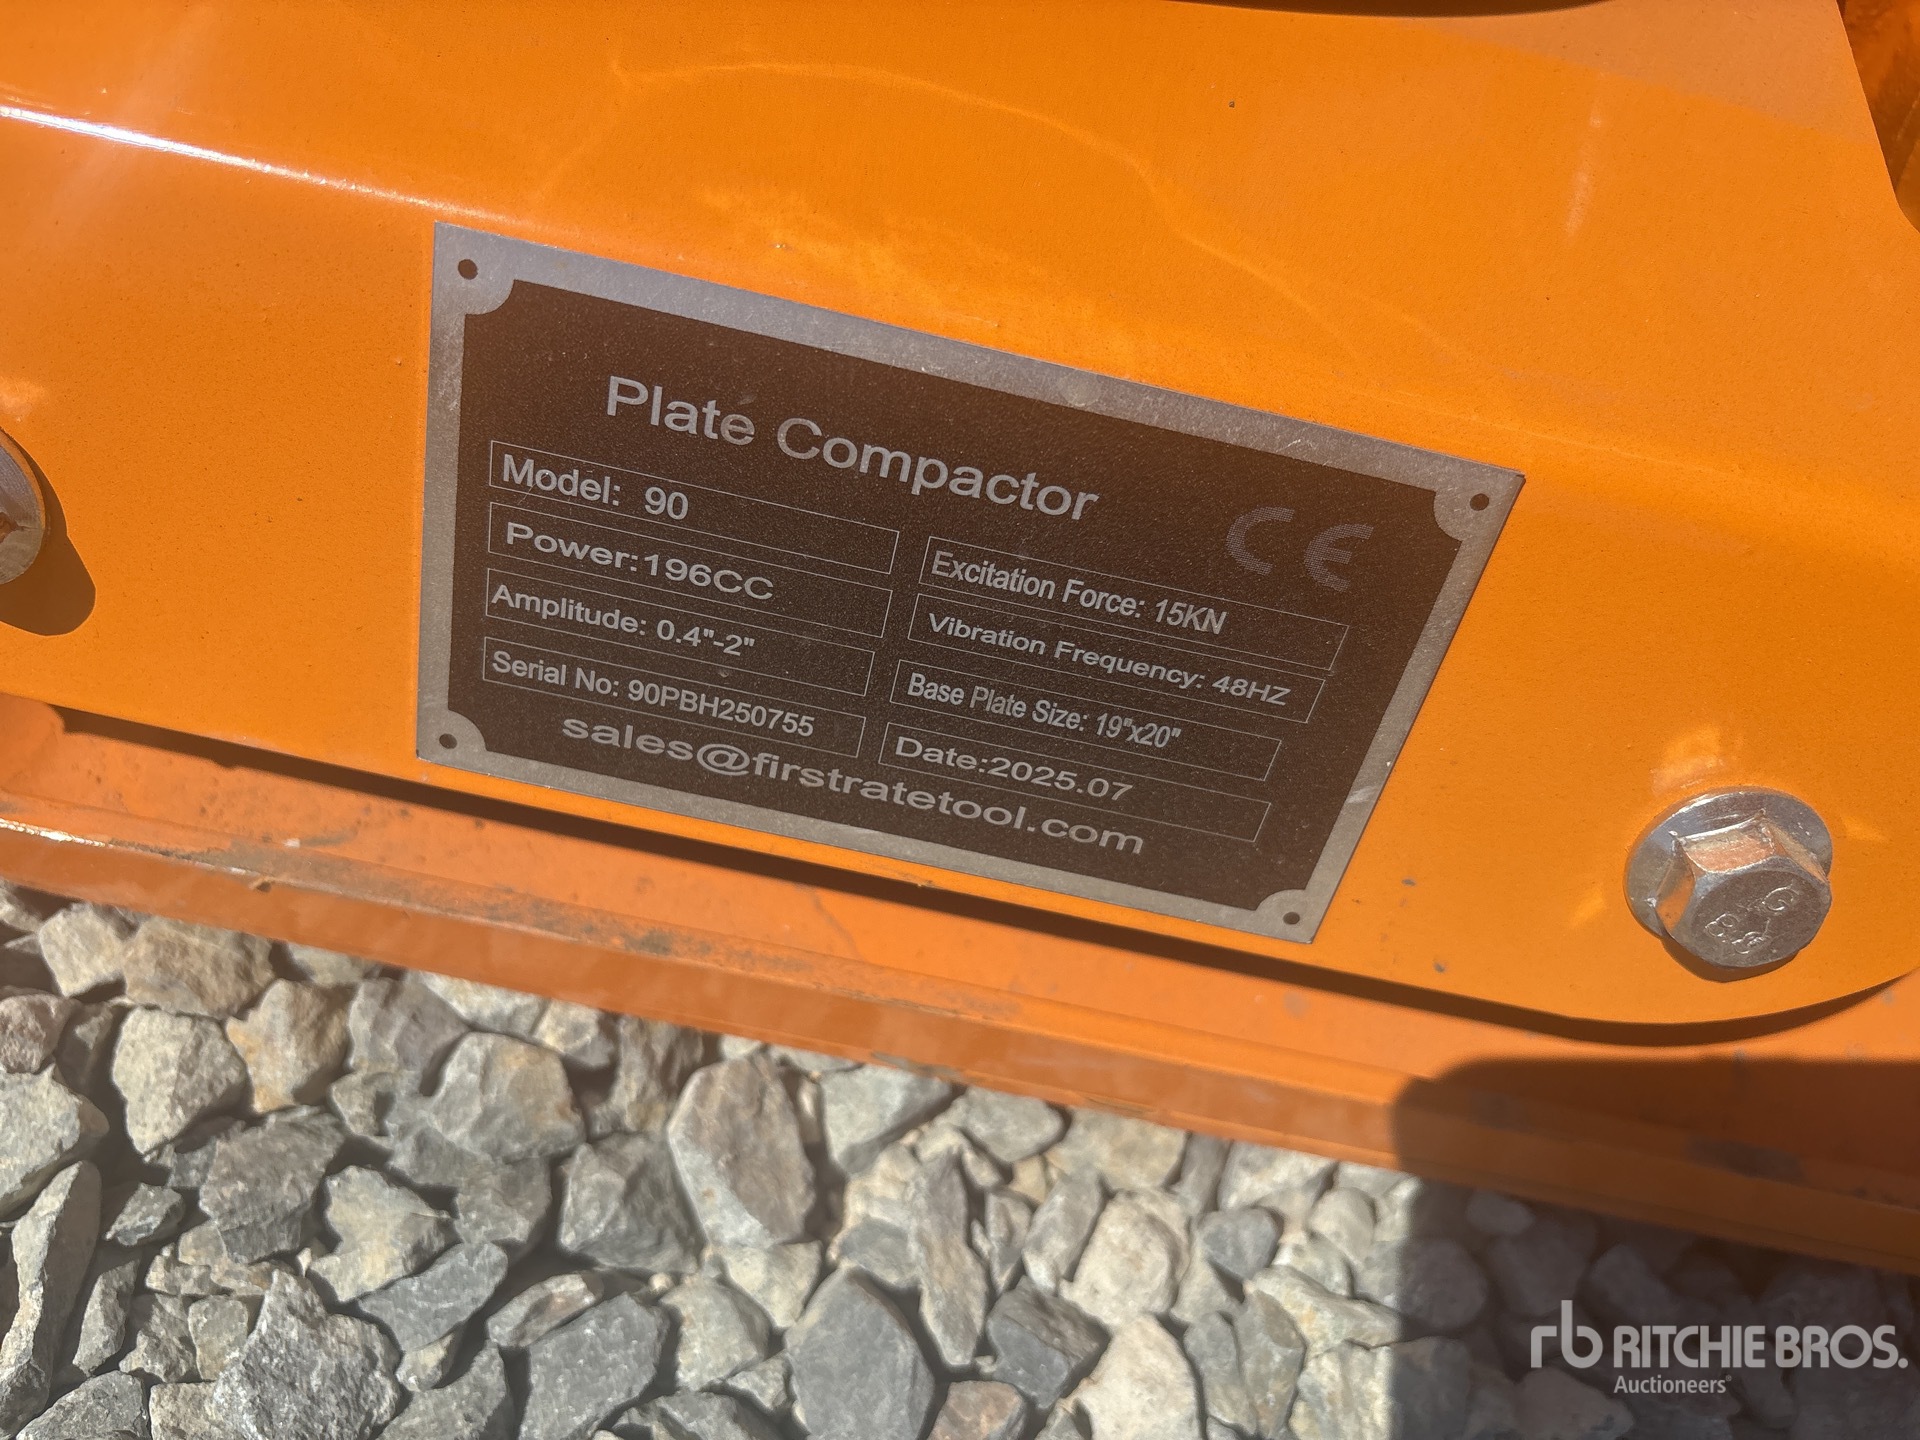 Plate Compactor
CE
Model: 90
Power:196CC
Amplitude: 0.4"-2"
Serial No: 90PBH250755
Excitation Force: 15KN
Vibration Frequency: 48HZ
Base Plate Size: 19"x20"
Date:2025.07
sales@firstratetool.com
rb RITCHIE BROS.
Auctioneers